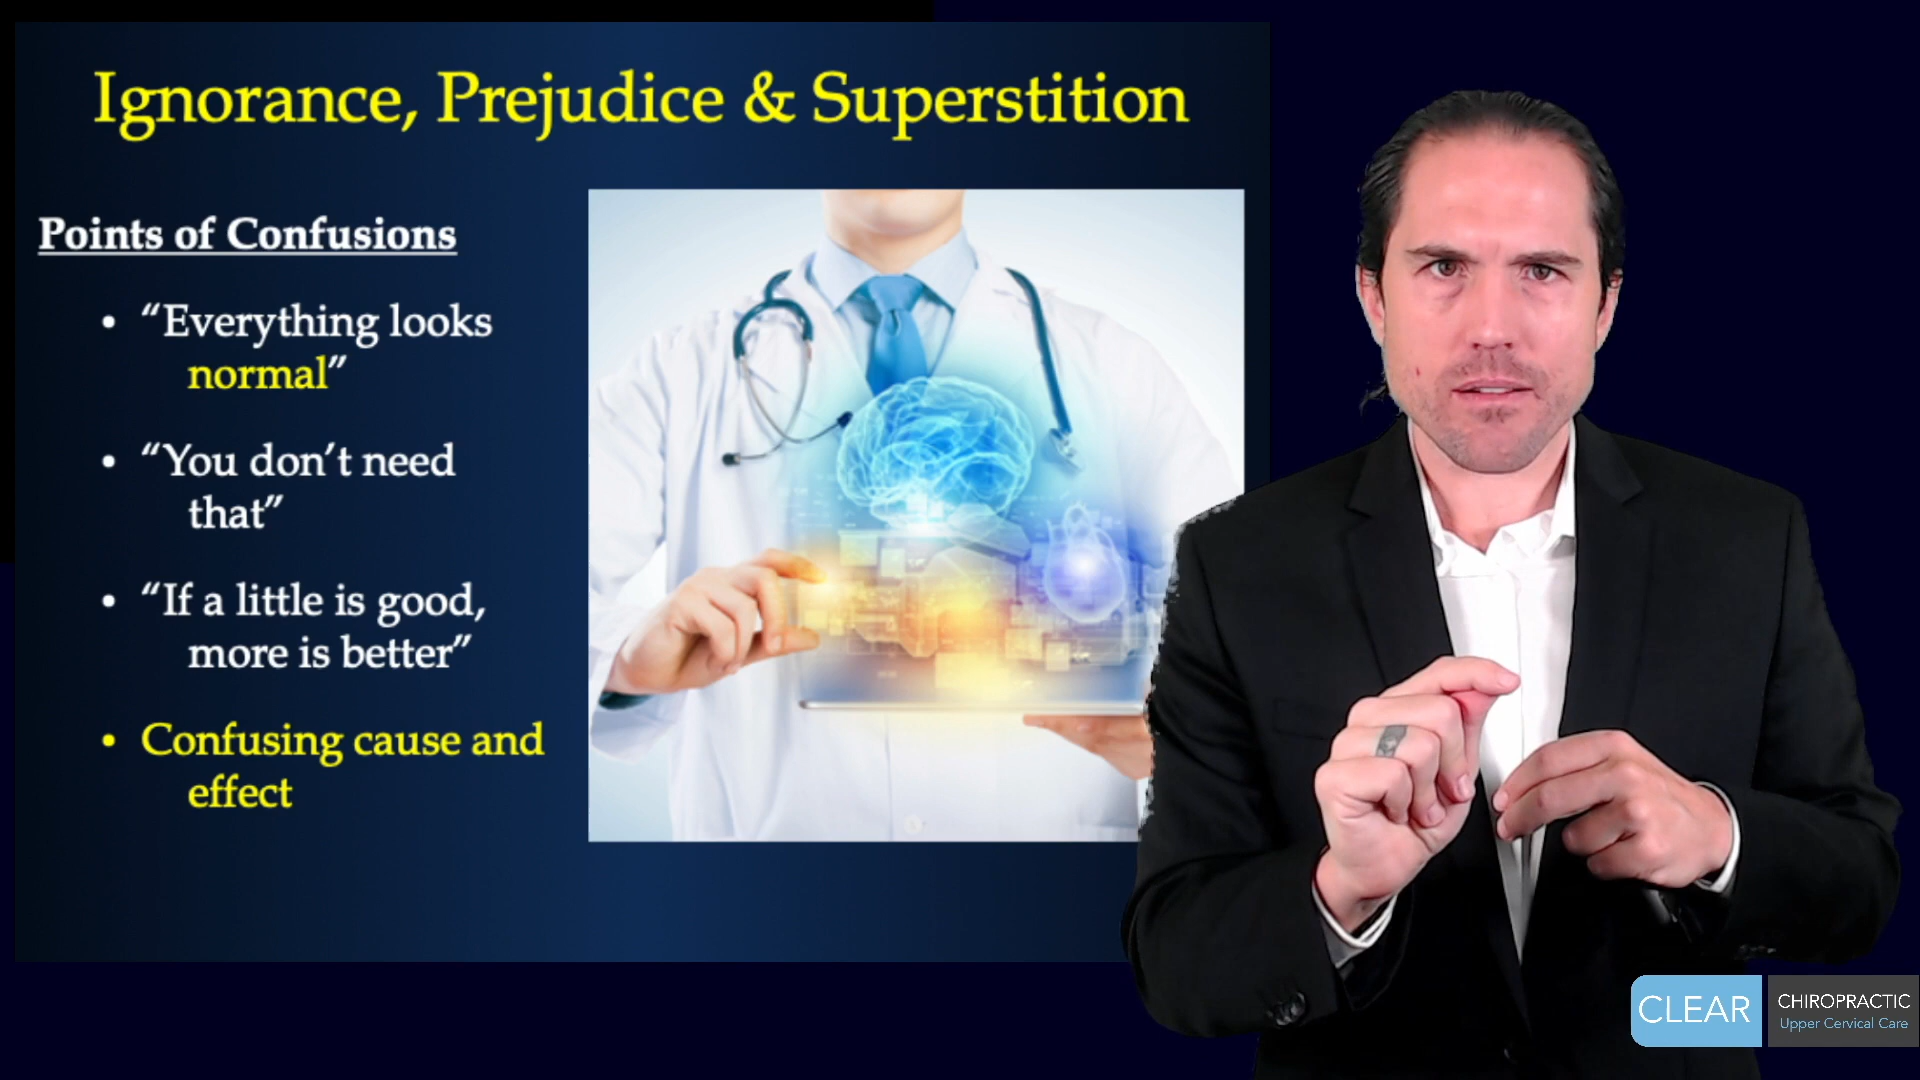 Ignorance, Prejudice & Superstition
Points of Confusions
• “Everything looks
normal”
• “You don’t need
that”
• “If a little is good,
more is better”
• Confusing cause and
effect
CLEAR
CHIROPRACTIC
Upper Cervical Care